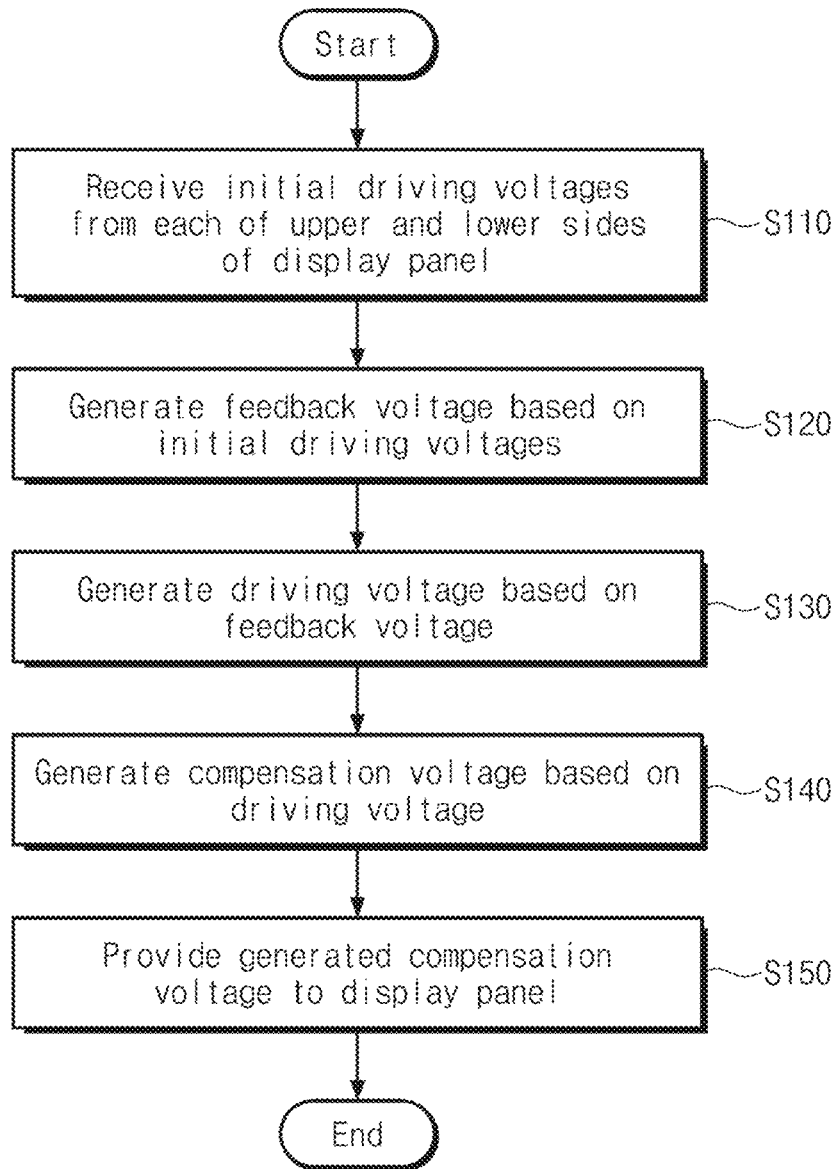 Start
Receive initial driving voltages
from each of upper and lower sides
of display panel
S110
Generate feedback voltage based on
initial driving voltages
S120
Generate driving voltage based on
feedback voltage
S130
Generate compensation voltage based on
driving voltage
S140
Provide generated compensation
voltage to display panel
S150
End